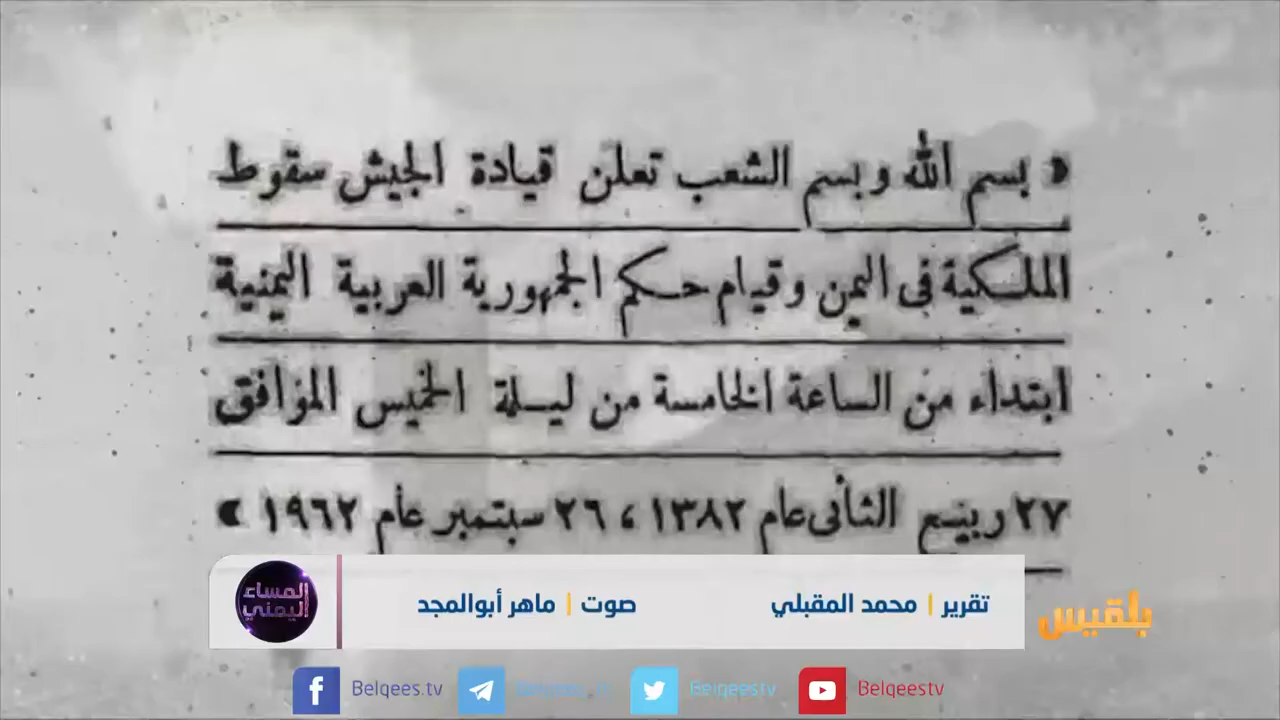 « بسم الله وبسم الشعب تعلن قيادة الجيش سقوط
الملكية فى اليمن وقيام حكم الجمهورية العربية اليمنية
ابتداء من الساعة الخامسة من ليلة الخميس الموافق
٢٧ ربيع الثانى عام ١٣٨٢ ، ٢٦ سبتمبر عام ١٩٦٢ »
تقرير | محمد المقبلي صوت | ماهر أبوالمجد
المساء
اليمني
بلقيس
Belqees.tv
Belqeestv
Belqeestv